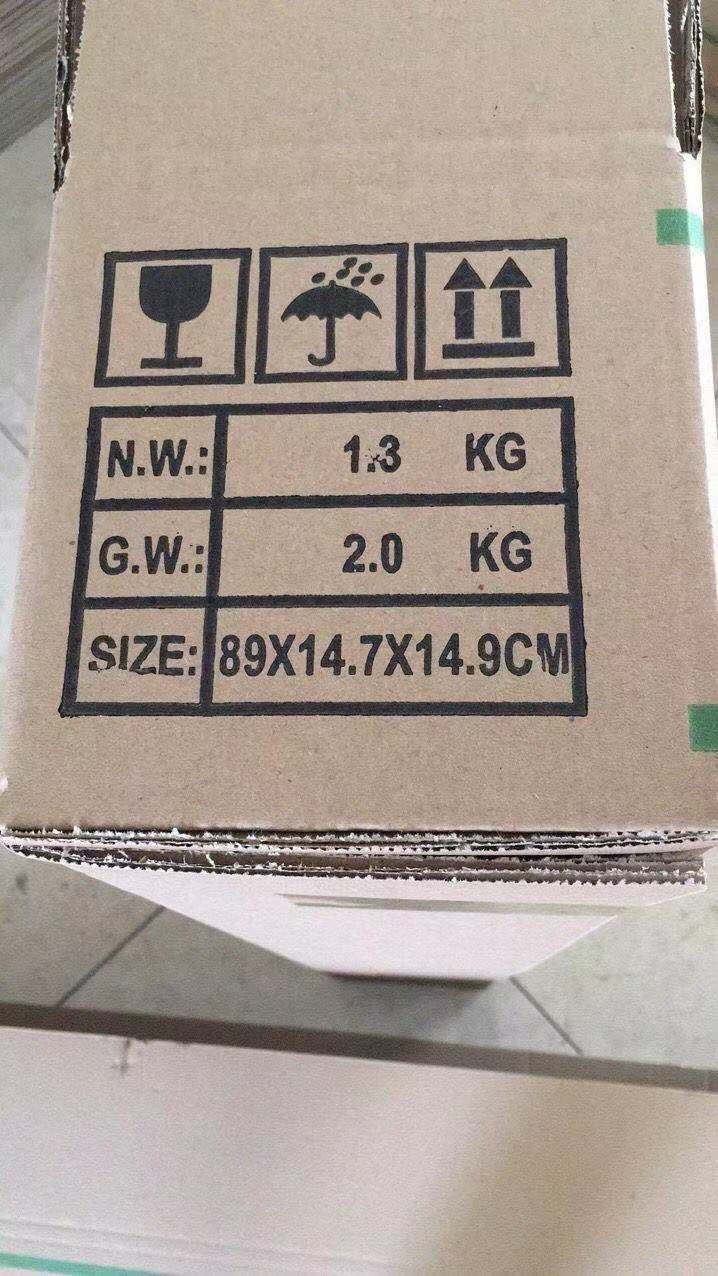 N.W.: 1.3 KG
G.W.: 2.0 KG
SIZE: 89X14.7X14.9CM